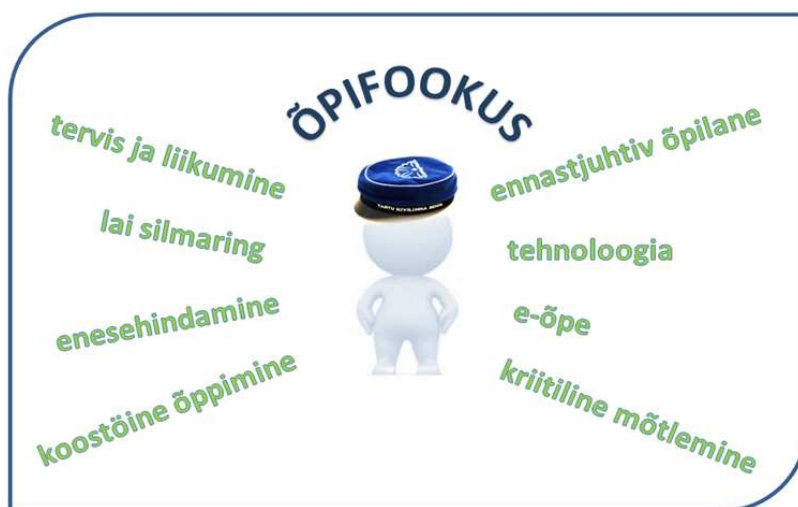 ÕPIFOOKUS
tervis ja liikumine
lai silmaring
enesehindamine
koostöine õppimine
ennastjuhtiv õpilane
tehnoloogia
e-õpe
kriitiline mõtlemine